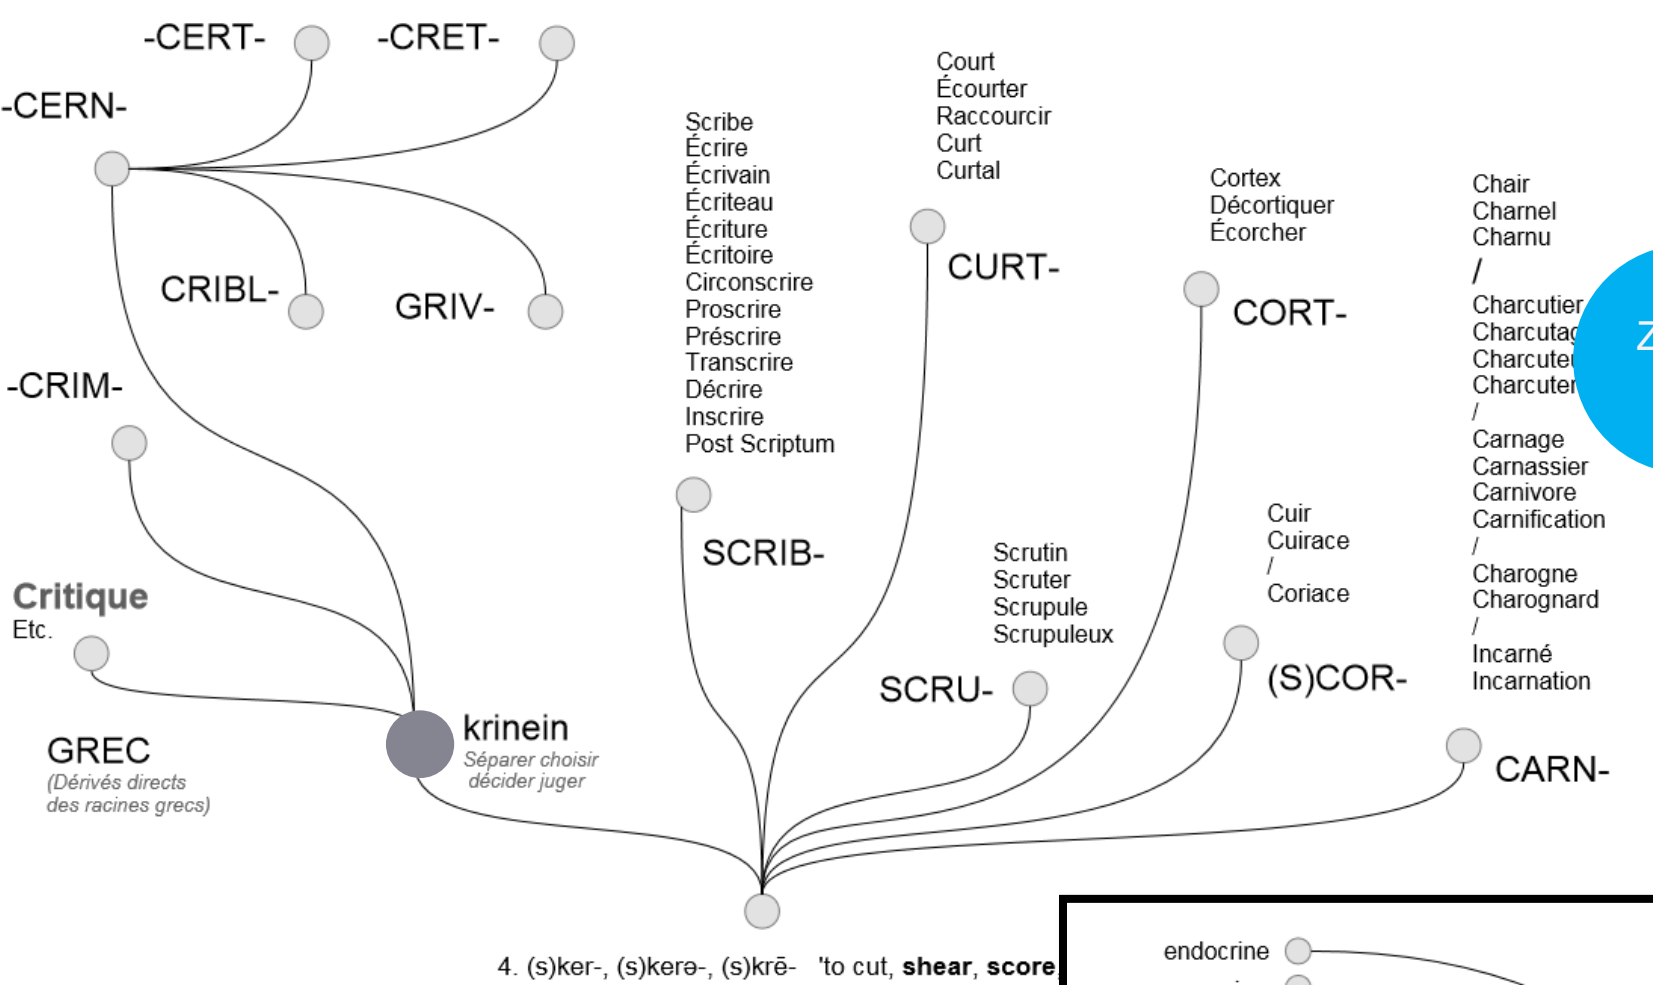 -CERT-
-CRET-
-CERN-
CRIBL-
GRIV-
-CRIM-
Critique
Etc.
GREC
(Dérivés directs
des racines grecs)
krinein
Séparer choisir
décider juger
Scribe
Écrire
Écrivain
Écriteau
Écriture
Écritoire
Circonscrire
Proscrire
Préscrire
Transcrire
Décrire
Inscrire
Post Scriptum
SCRIB-
Court
Écourter
Raccourcir
Curt
Curtal
CURT-
Scrutin
Scruter
Scrupule
Scrupuleux
SCRU-
Cortex
Décortiquer
Écorcher
CORT-
Cuir
Cuirace
/
Coriace
(S)COR-
Chair
Charnel
Charnu
/
Charcutier
Charcutag
Charcuteu
Charcuter
/
Carnage
Carnassier
Carnivore
Carnification
/
Charogne
Charognard
/
Incarné
Incarnation
CARN-
Z
4. (s)ker-, (s)kerə-, (s)krē- 'to cut, shear, score,
endocrine